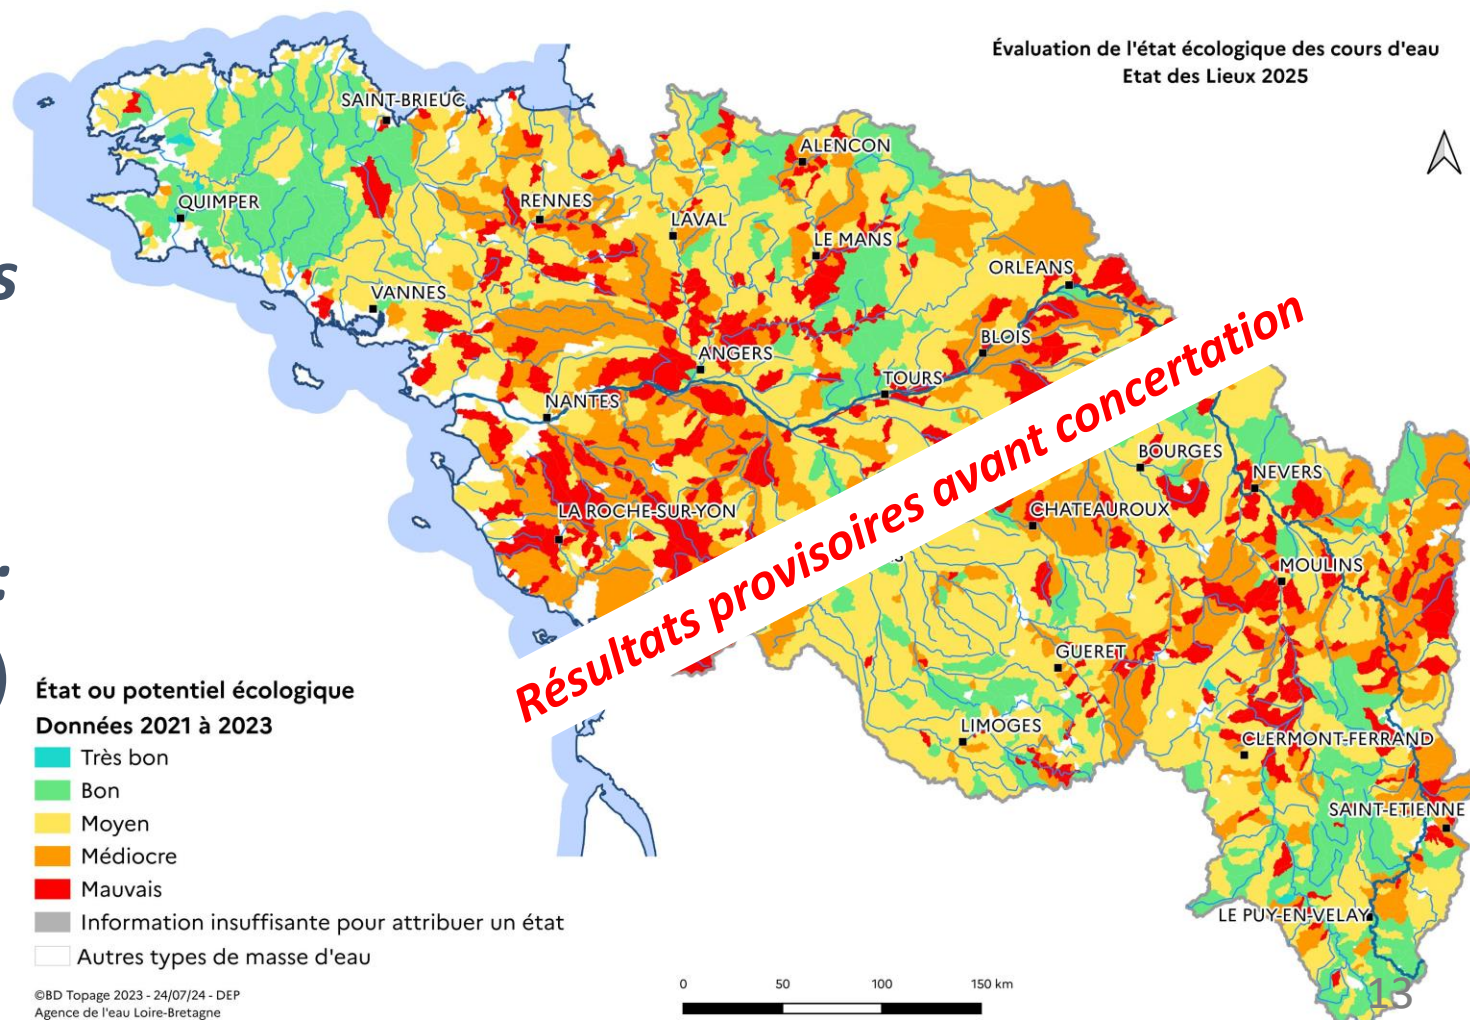 Évaluation de l'état écologique des cours d'eau
Etat des Lieux 2025
SAINT-BRIEUC
ALENCON
QUIMPER
RENNES
LAVAL
LE MANS
ORLEANS
VANNES
BLOIS
ANGERS
TOURS
NANTES
BOURGES
NEVERS
LA ROCHE-SUR-YON
CHATEAUROUX
MOULINS
GUERET
LIMOGES
CLERMONT-FERRAND
SAINT-ETIENNE
LE PUY-EN-VELAY
Résultats provisoires avant concertation
État ou potentiel écologique
Données 2021 à 2023
Très bon
Bon
Moyen
Médiocre
Mauvais
Information insuffisante pour attribuer un état
Autres types de masse d'eau
©BD Topage 2023 - 24/07/24 - DEP
Agence de l'eau Loire-Bretagne
0 50 100 150 km
13